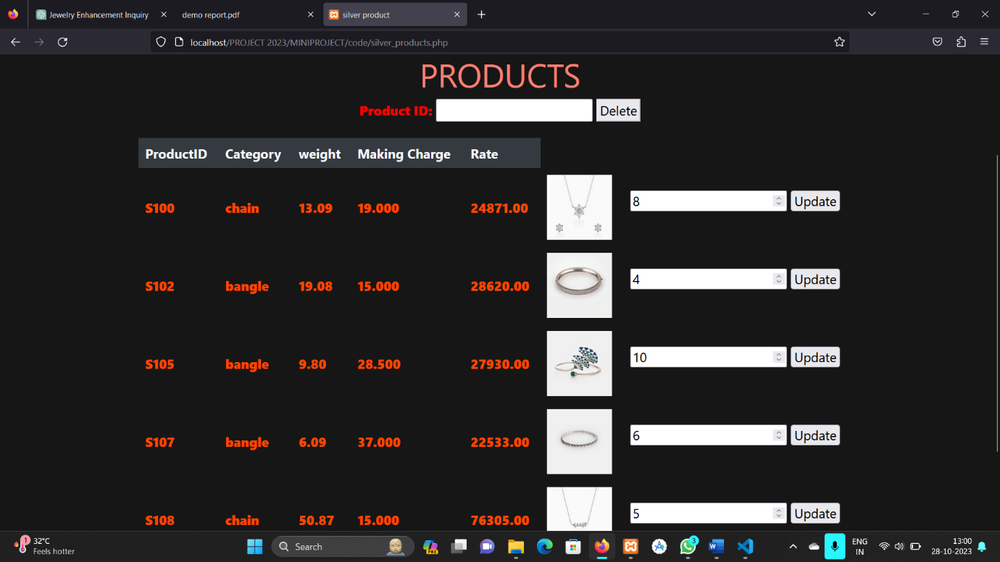 Jewelry Enhancement Inquiry
demo report.pdf
silver product
localhost/PROJECT 2023/MINIPROJECT/code/silver_products.php
PRODUCTS
Product ID: Delete
ProductID Category weight Making Charge Rate
S100 chain 13.09 19.000 24871.00 8 Update
S102 bangle 19.08 15.000 28620.00 4 Update
S105 bangle 9.80 28.500 27930.00 10 Update
S107 bangle 6.09 37.000 22533.00 6 Update
S108 chain 50.87 15.000 76305.00 5 Update
1 32°C
Feels hotter
Search
PRE
3
ENG
IN
13:00
28-10-2023